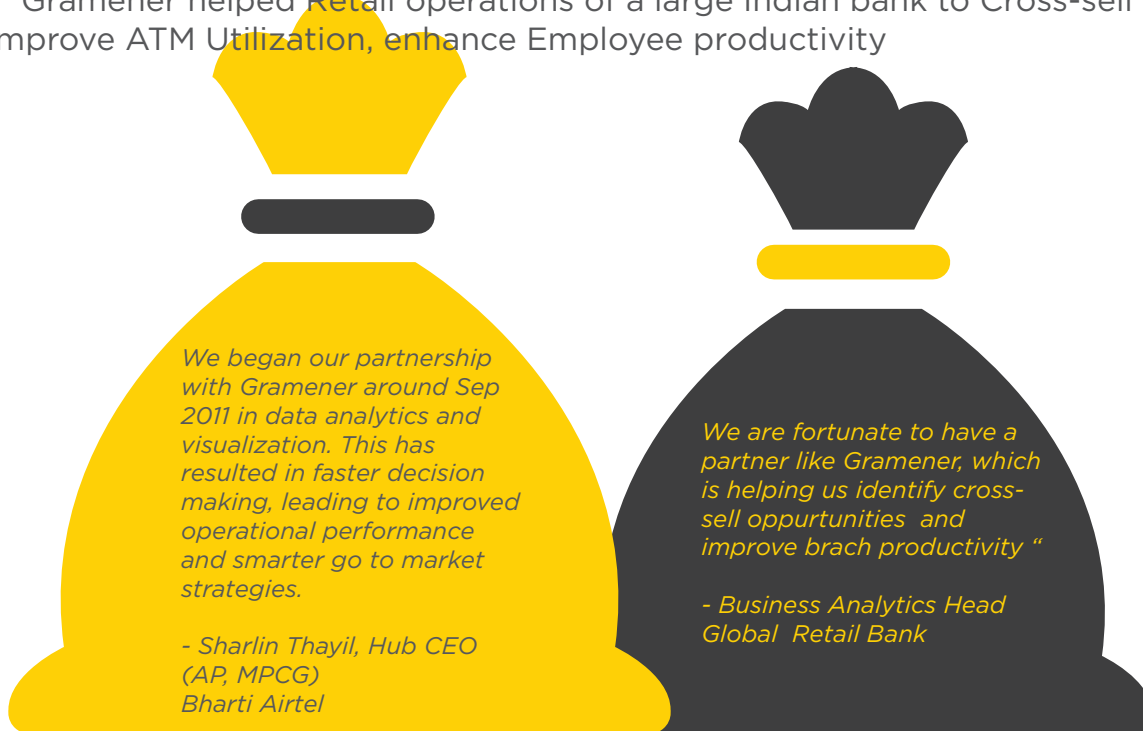 Gramener helped Retail operations of a large Indian bank to Cross-sell
mprove ATM Utilization, enhance Employee productivity
We began our partnership
with Gramener around Sep
2011 in data analytics and
visualization. This has
resulted in faster decision
making, leading to improved
operational performance
and smarter go to market
strategies.
- Sharlin Thayil, Hub CEO
(AP, MPCG)
Bharti Airtel
We are fortunate to have a
partner like Gramener, which
is helping us identify cross-
sell oppurtunities  and
improve brach productivity “
- Business Analytics Head
Global  Retail Bank